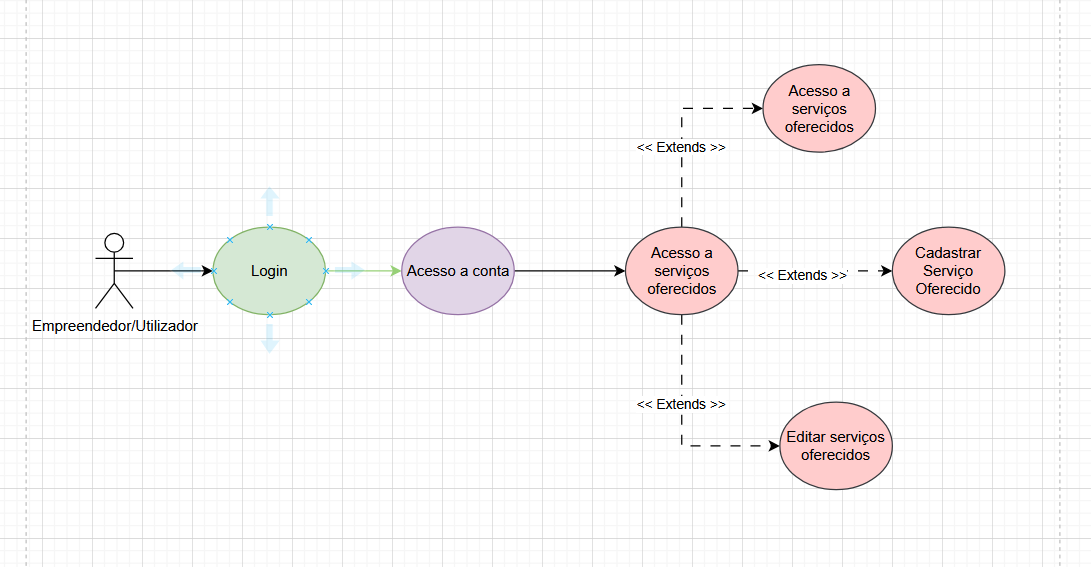 Acesso a
serviços
oferecidos
<< Extends >>
Login
Acesso a conta
Acesso a
serviços
oferecidos
<< Extends >>
Cadastrar
Serviço
Oferecido
Empreendedor/Utilizador
<< Extends >>
Editar serviços
oferecidos